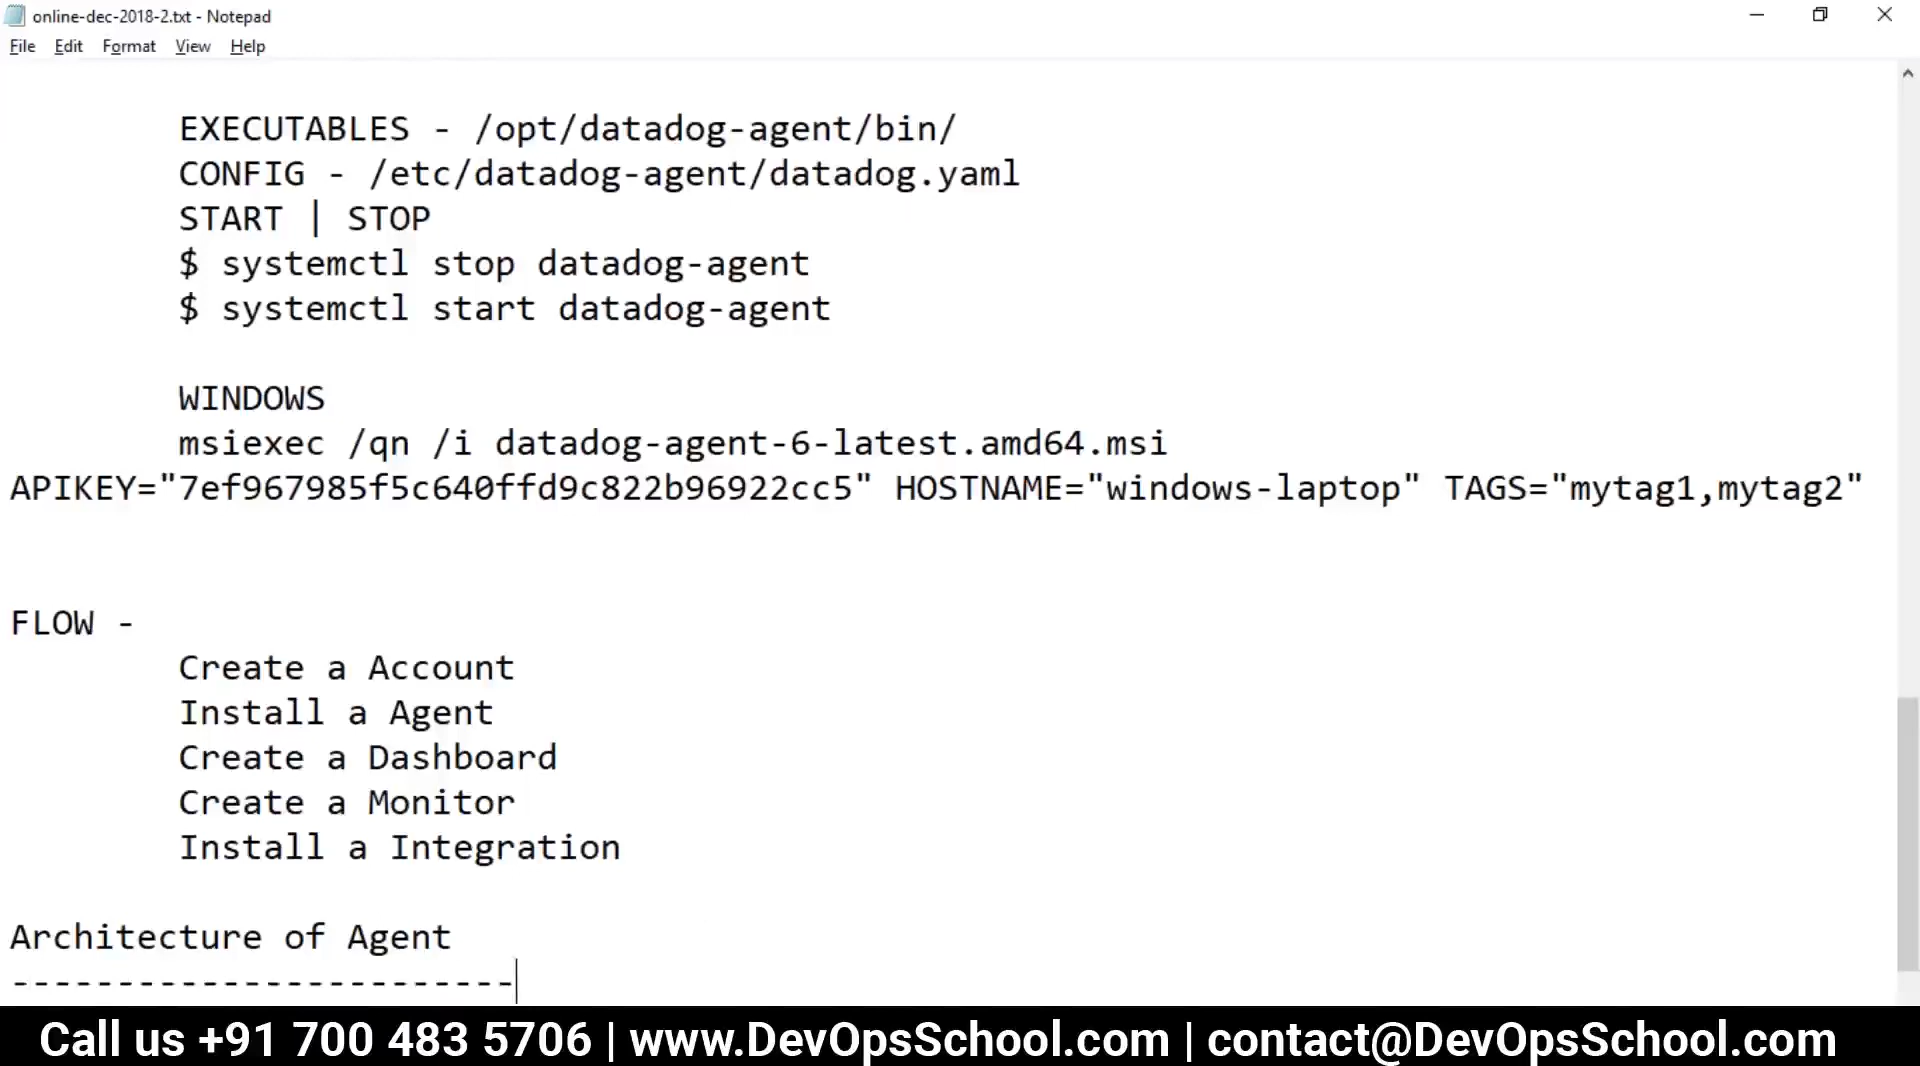 online-dec-2018-2.txt - Notepad
File Edit Format View Help
EXECUTABLES - /opt/datadog-agent/bin/
CONFIG - /etc/datadog-agent/datadog.yaml
START | STOP
$ systemctl stop datadog-agent
$ systemctl start datadog-agent
WINDOWS
msiexec /qn /i datadog-agent-6-latest.amd64.msi
APIKEY="7ef967985f5c640ffd9c822b96922cc5" HOSTNAME="windows-laptop" TAGS="mytag1,mytag2"
FLOW -
Create a Account
Install a Agent
Create a Dashboard
Create a Monitor
Install a Integration
Architecture of Agent
------------------------
Call us +91 700 483 5706 | www.DevOpsSchool.com | contact@DevOpsSchool.com